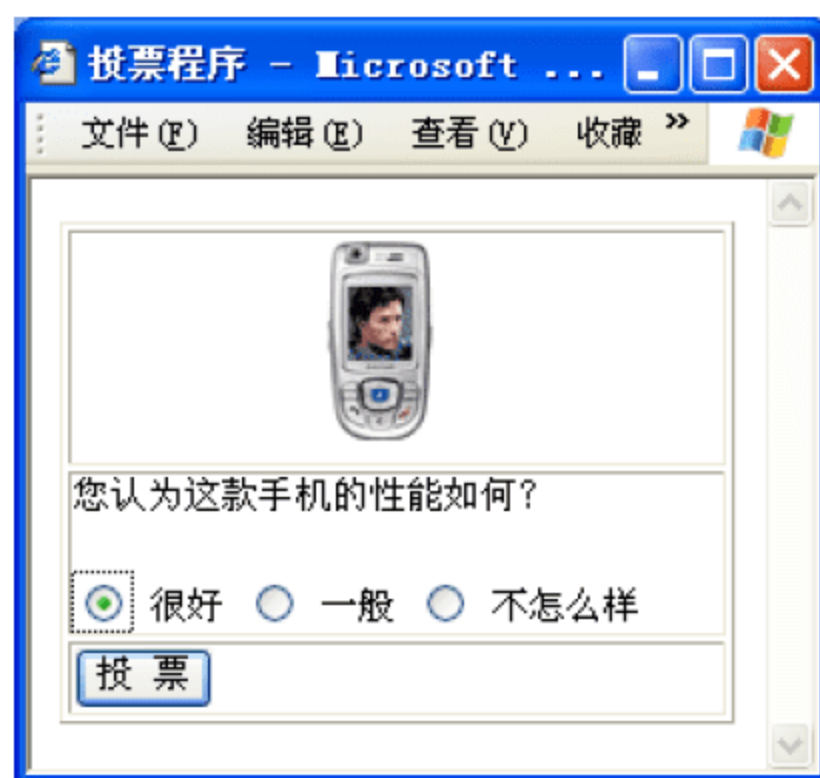 投票程序 - Microsoft ...
文件(F) 编辑(E) 查看(V) 收藏 »
您认为这款手机的性能如何?
很好 一般 不怎么样
投 票